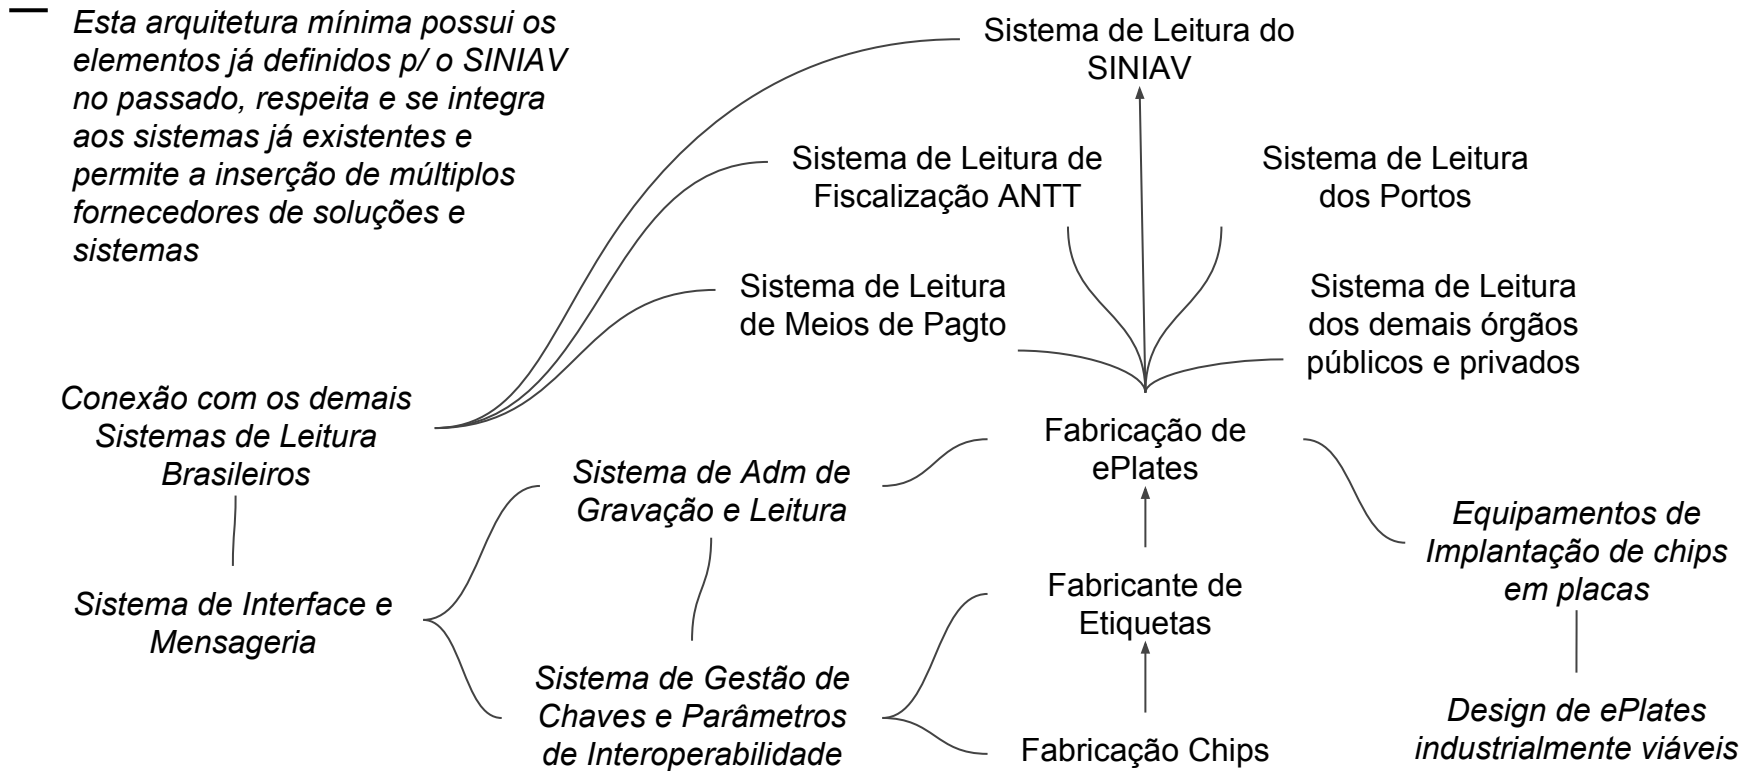 Esta arquitetura mínima possui os
elementos já definidos p/ o SINIAV
no passado, respeita e se integra
aos sistemas já existentes e
permite a inserção de múltiplos
fornecedores de soluções e
sistemas
Sistema de Leitura do
SINIAV
Sistema de Leitura de
Fiscalização ANTT
Sistema de Leitura
dos Portos
Sistema de Leitura
de Meios de Pagto
Sistema de Leitura
dos demais órgãos
públicos e privados
Conexão com os demais
Sistemas de Leitura
Brasileiros
Sistema de Adm de
Gravação e Leitura
Fabricação de
ePlates
Equipamentos de
Implantação de chips
em placas
Sistema de Interface e
Mensageria
Fabricante de
Etiquetas
Sistema de Gestão de
Chaves e Parâmetros
de Interoperabilidade
Fabricação Chips
Design de ePlates
industrialmente viáveis